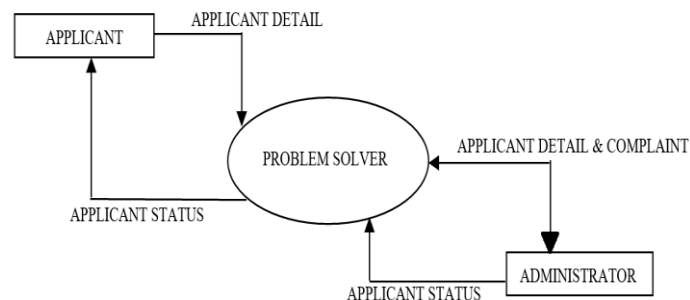 APPLICANT DETAIL
APPLICANT
PROBLEM SOLVER
APPLICANT DETAIL & COMPLAINT
APPLICANT STATUS
ADMINISTRATOR
APPLICANT STATUS